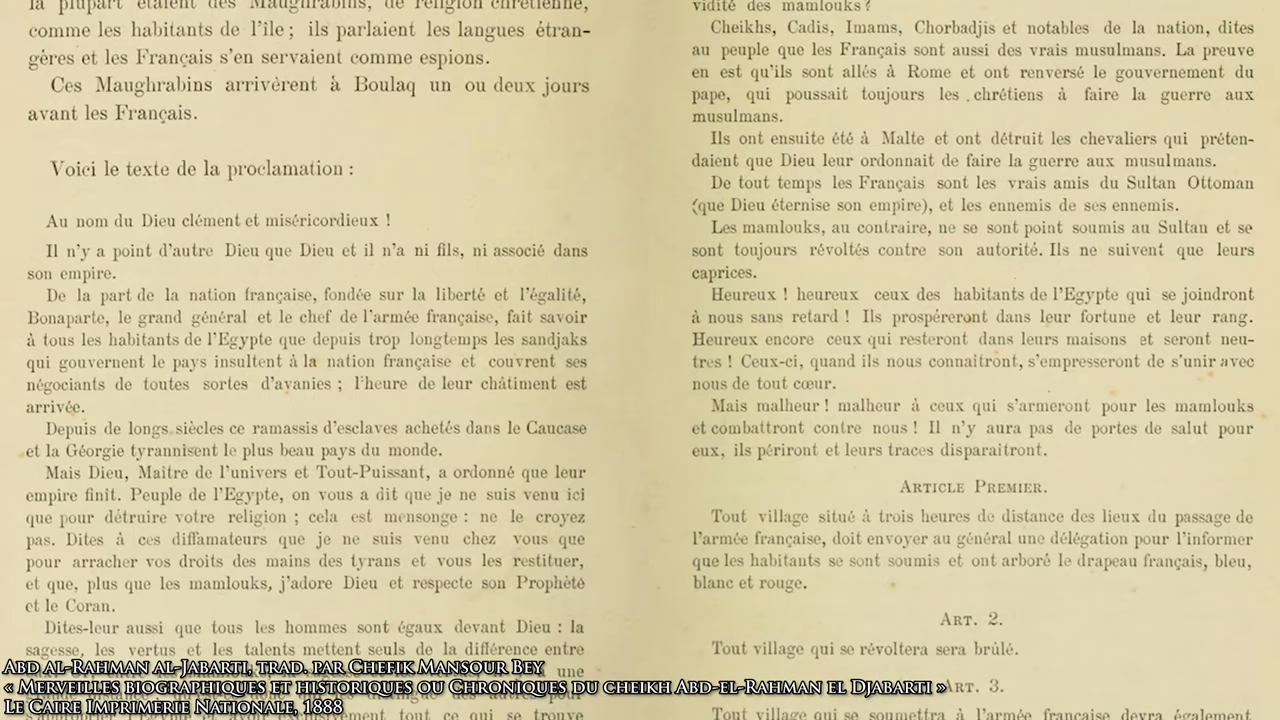 la plupart étaient des Maughrabins, de religion chrétienne,
comme les habitants de l'île ; ils parlaient les langues étran-
gères et les Français s'en servaient comme espions.
Ces Maughrabins arrivèrent à Boulaq un ou deux jours
avant les Français.
Voici le texte de la proclamation :
Au nom du Dieu clément et miséricordieux !
Il n'y a point d'autre Dieu que Dieu et il n'a ni fils, ni associé dans
son empire.
De la part de la nation française, fondée sur la liberté et l'égalité,
Bonaparte, le grand général et le chef de l'armée française, fait savoir
à tous les habitants de l'Egypte que depuis trop longtemps les sandjaks
qui gouvernent le pays insultent à la nation française et couvrent ses
négociants de toutes sortes d'avanies ; l'heure de leur châtiment est
arrivée.
Depuis de longs siècles ce ramassis d'esclaves achetés dans le Caucase
et la Géorgie tyrannisent le plus beau pays du monde.
Mais Dieu, Maître de l'univers et Tout-Puissant, a ordonné que leur
empire finît. Peuple de l'Egypte, on vous a dit que je ne suis venu ici
que pour détruire votre religion ; cela est mensonge : ne le croyez
pas. Dites à ces diffamateurs que je ne suis venu chez vous que
pour arracher vos droits des mains des tyrans et vous les restituer,
et que, plus que les mamlouks, j'adore Dieu et respecte son Prophète
et le Coran.
Dites-leur aussi que tous les hommes sont égaux devant Dieu : la
sagesse, les vertus et les talents mettent seuls de la différence entre
une
tout ce qui se trouve
vidité des mamlouks ?
Cheikhs, Cadis, Imams, Chorbadjis et notables de la nation, dites
au peuple que les Français sont aussi des vrais musulmans. La preuve
en est qu'ils sont allés à Rome et ont renversé le gouvernement du
pape, qui poussait toujours les chrétiens à faire la guerre aux
musulmans.
Ils ont ensuite été à Malte et ont détruit les chevaliers qui préten-
daient que Dieu leur ordonnait de faire la guerre aux musulmans.
De tout temps les Français sont les vrais amis du Sultan Ottoman
(que Dieu éternise son empire), et les ennemis de ses ennemis.
Les mamlouks, au contraire, ne se sont point soumis au Sultan et se
sont toujours révoltés contre son autorité. Ils ne suivent que leurs
caprices.
Heureux ! heureux ceux des habitants de l'Egypte qui se joindront
à nous sans retard ! Ils prospéreront dans leur fortune et leur rang.
Heureux encore ceux qui resteront dans leurs maisons et seront neu-
tres ! Ceux-ci, quand ils nous connaitront, s'empresseront de s'unir avec
nous de tout cœur.
Mais malheur ! malheur à ceux qui s'armeront pour les mamlouks
et combattront contre nous ! Il n'y aura pas de portes de salut pour
eux, ils périront et leurs traces disparaîtront.
ARTICLE PREMIER.
Tout village situé à trois heures de distance des lieux du passage de
l'armée française, doit envoyer au général une délégation pour l'informer
que les habitants se sont soumis et ont arboré le drapeau français, bleu,
blanc et rouge.
ART. 2.
Tout village qui se révoltera sera brûlé.
ART. 3.
Tout village qui se soumettra à l'armée française devra également
Abd al-Rahman al-Jabarti, trad. par Chefik Mansour Bey
« Merveilles biographiques et historiques ou Chroniques du cheikh Abd-el-Rahman el Djabarti »
Le Caire Imprimerie Nationale, 1888